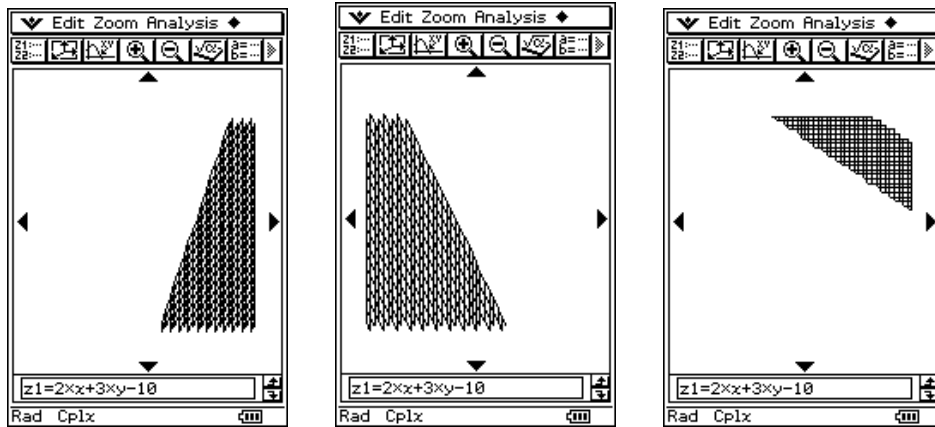 Edit Zoom Analysis
z1=2×x+3×y-10
Rad Cplx
Edit Zoom Analysis
z1=2×x+3×y-10
Rad Cplx
Edit Zoom Analysis
z1=2×x+3×y-10
Rad Cplx